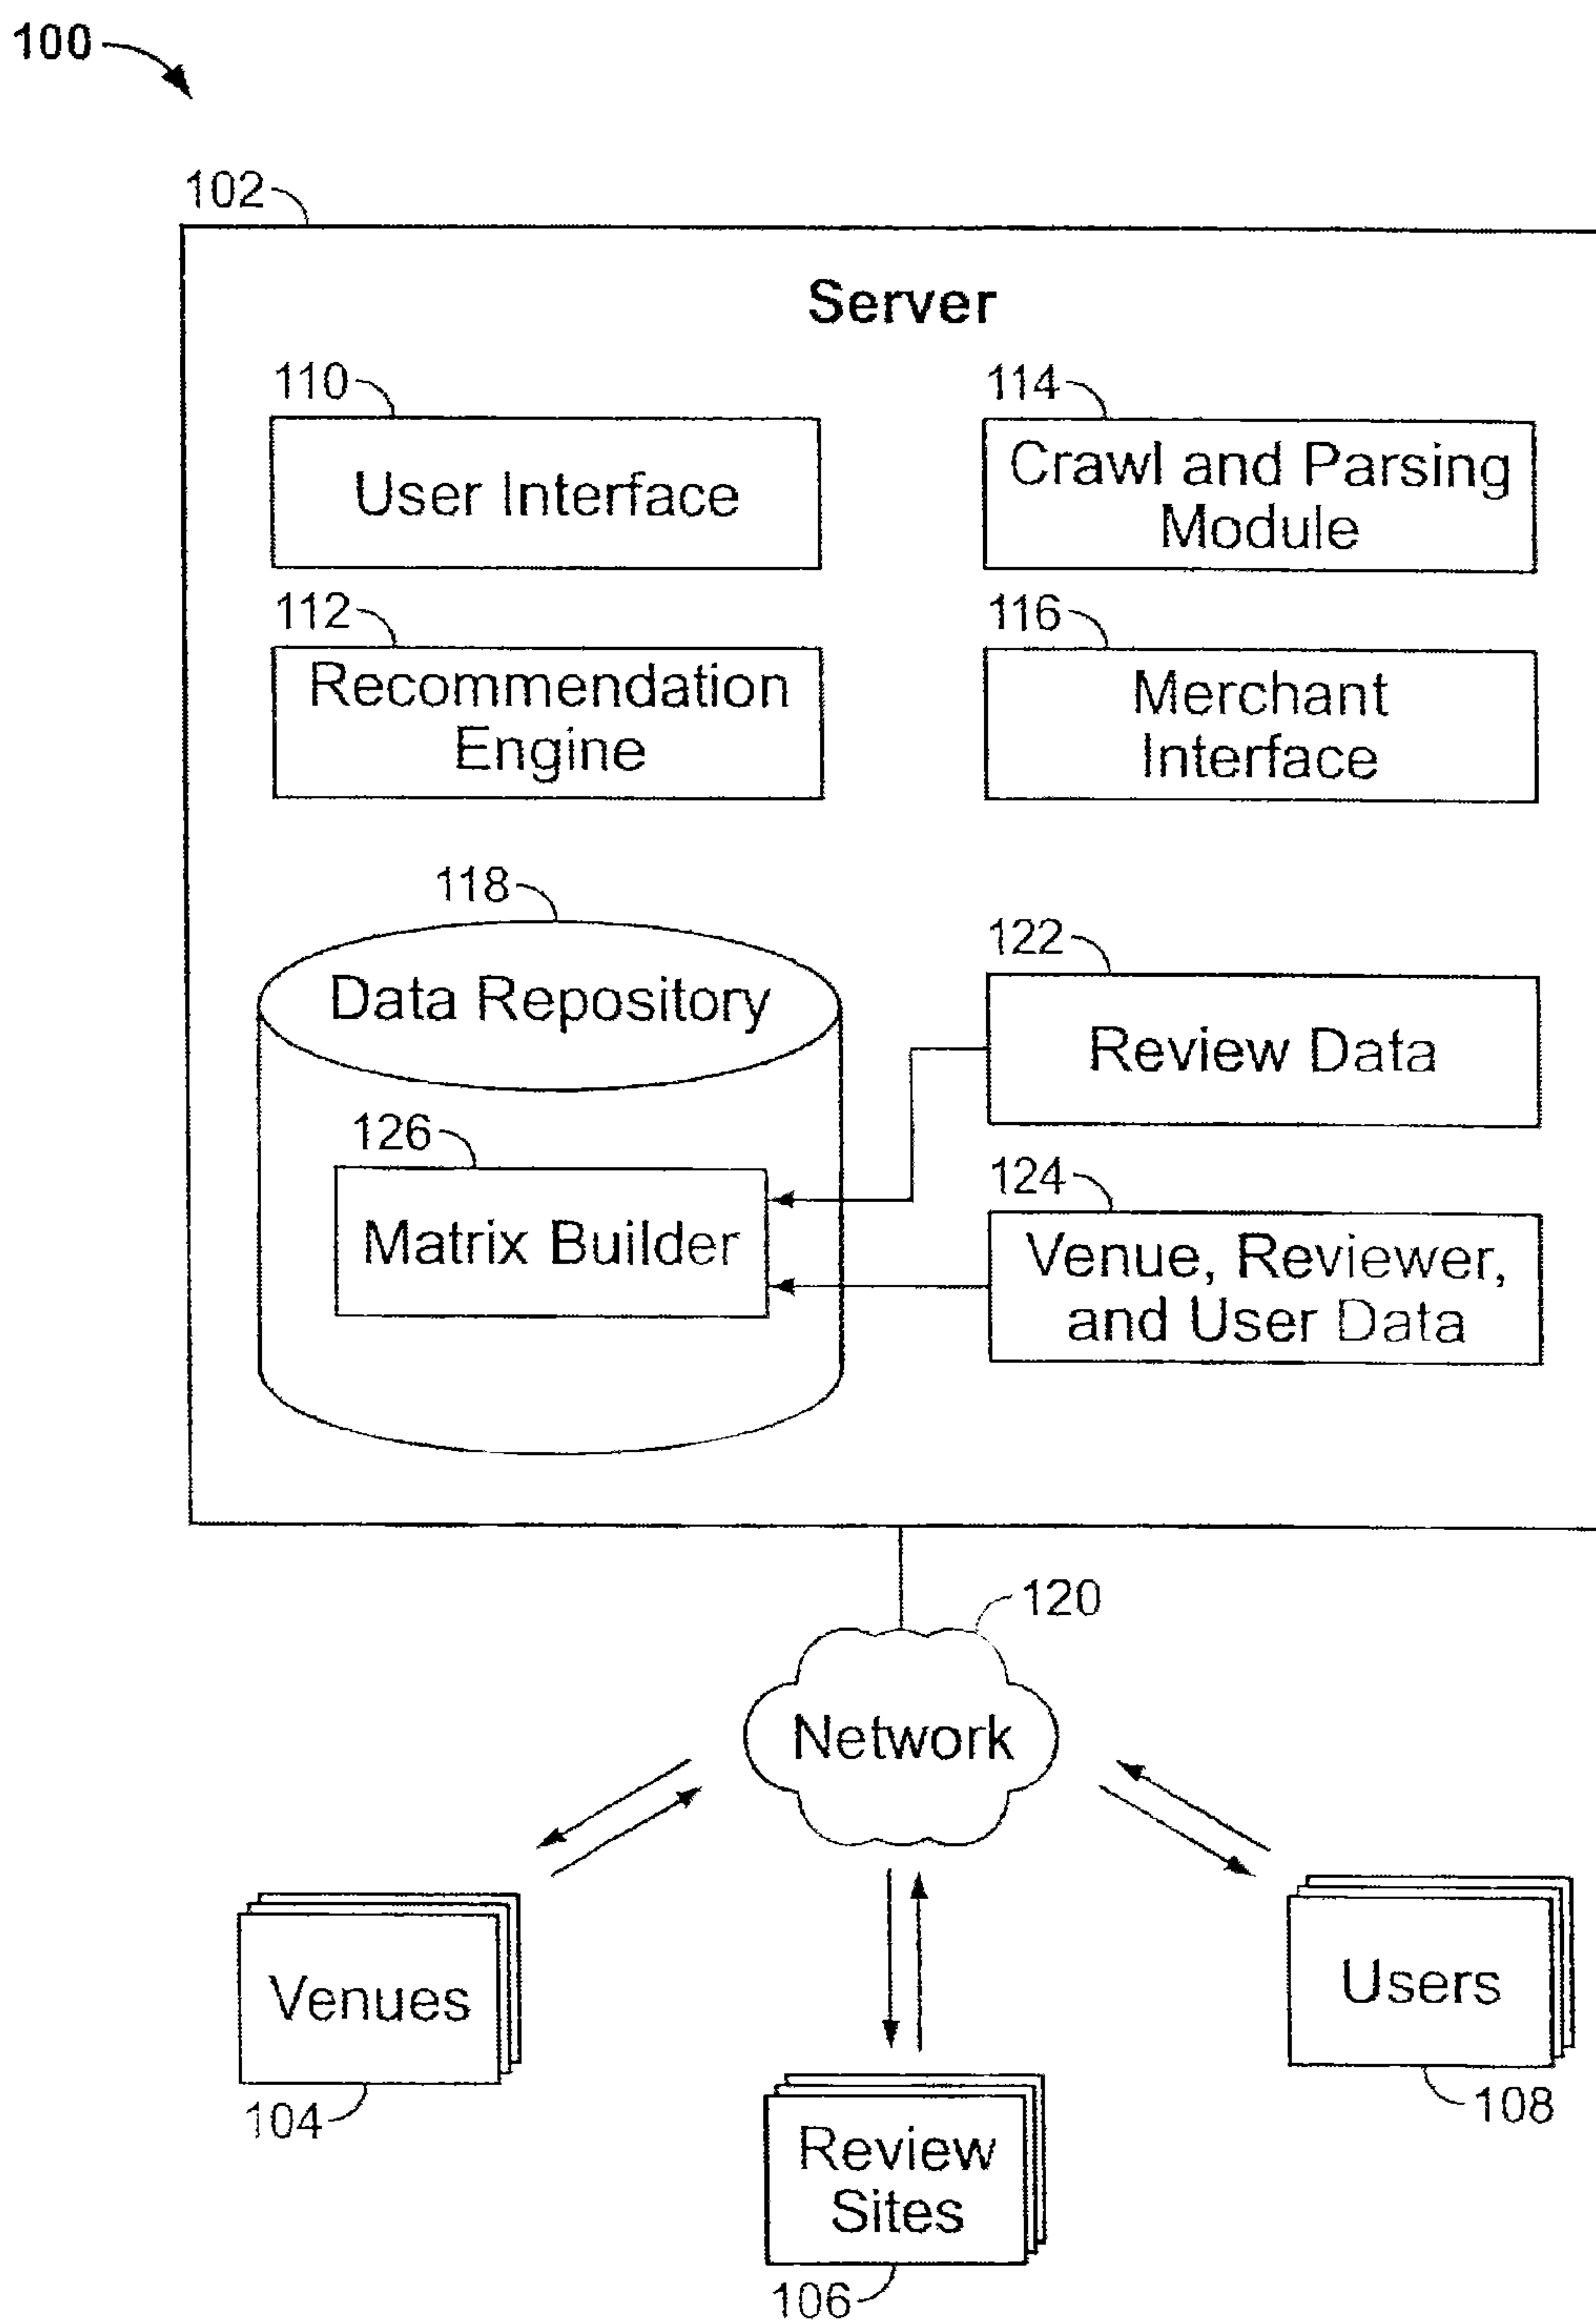 100
102
Server
110
User Interface
114
Crawl and Parsing
Module
112
Recommendation
Engine
116
Merchant
Interface
118
Data Repository
122
Review Data
126
Matrix Builder
124
Venue, Reviewer,
and User Data
120
Network
Venues
104
Review
Sites
106
Users
108